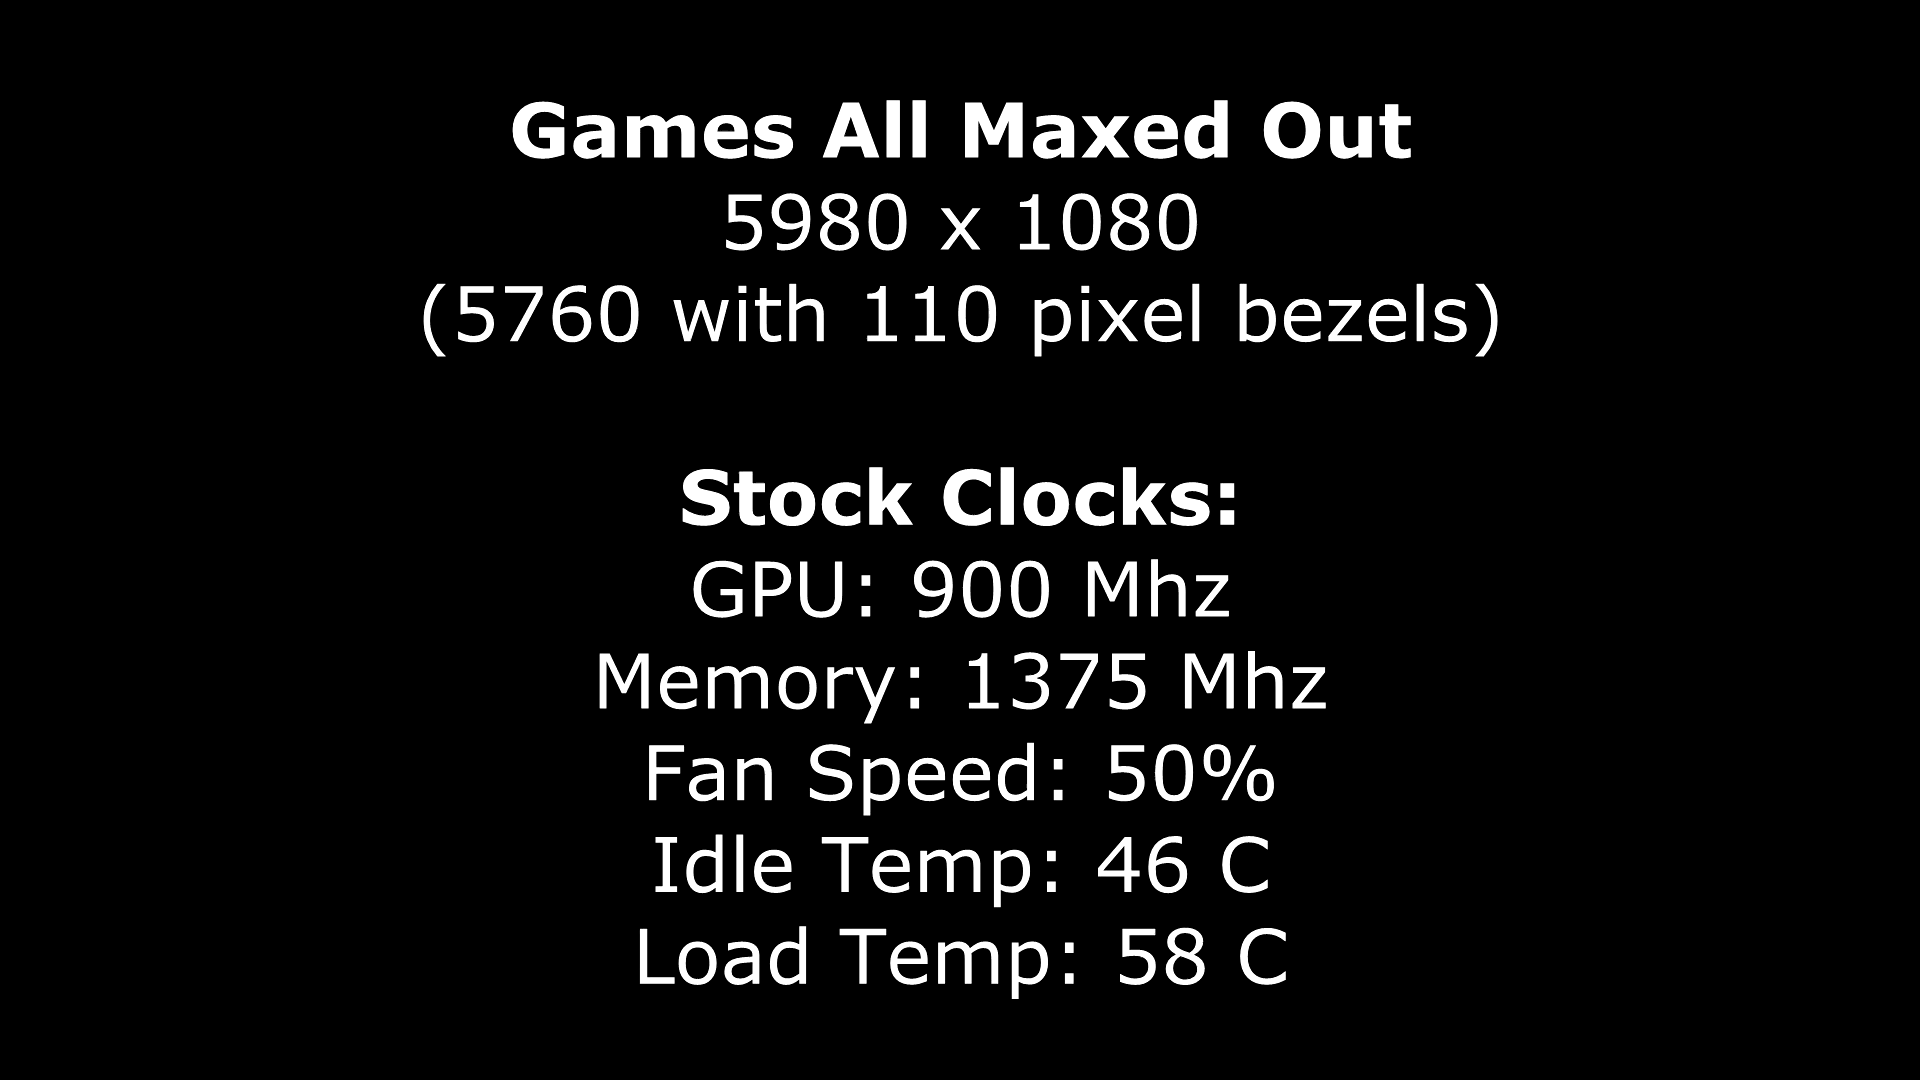 Games All Maxed Out
5980 x 1080
(5760 with 110 pixel bezels)
Stock Clocks:
GPU: 900 Mhz
Memory: 1375 Mhz
Fan Speed: 50%
Idle Temp: 46 C
Load Temp: 58 C